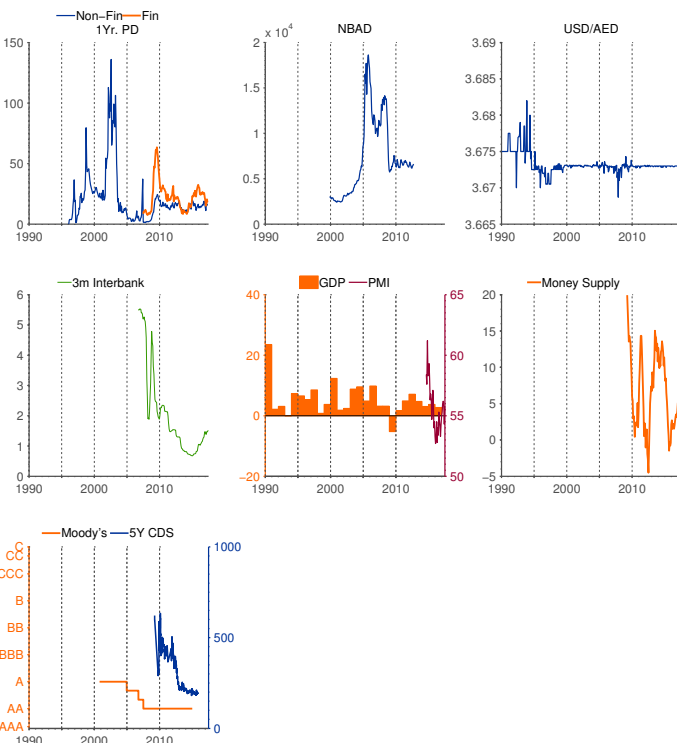 Non−Fin Fin
1Yr. PD
150
100
50
0
1990 2000 2010
NBAD
2 x 10^4
1.5
1
0.5
0
1990 2000 2010
USD/AED
3.69
3.685
3.68
3.675
3.67
3.665
1990 2000 2010
3m Interbank
6
5
4
3
2
1
0
1990 2000 2010
GDP PMI
40 65
20 60
0 55
−20 50
1990 2000 2010
Money Supply
20
15
10
5
0
−5
1990 2000 2010
Moody's 5Y CDS
C 1000
CC
CCC
B
BB 500
BBB
A
AA
AAA 0
1990 2000 2010